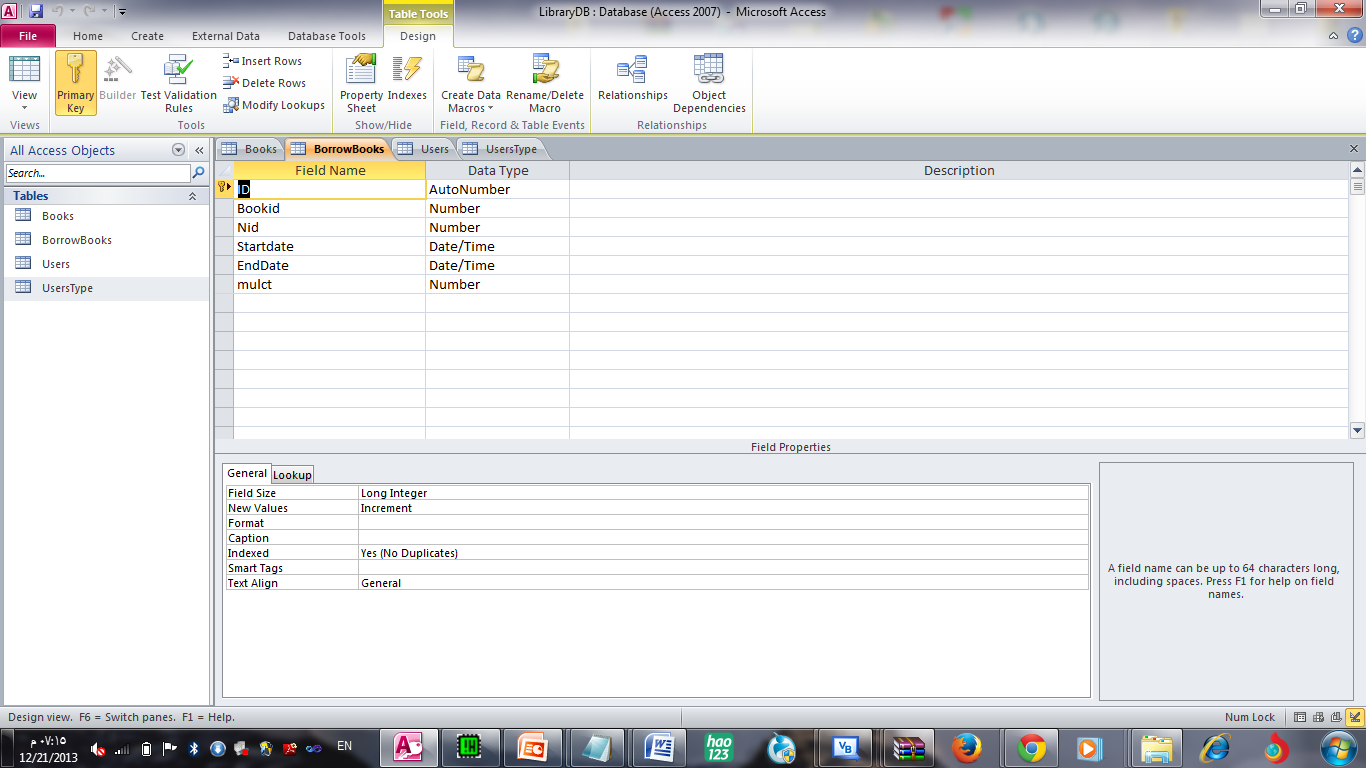 Table Tools
LibraryDB : Database (Access 2007) - Microsoft Access
File Home Create External Data Database Tools Design
View
Primary Key
Builder
Test Validation Rules
Insert Rows
Delete Rows
Modify Lookups
Property Sheet
Indexes
Create Data Macros
Rename/Delete Macro
Relationships
Object Dependencies
Views Tools Show/Hide Field, Record & Table Events Relationships
All Access Objects
Search...
Tables
Books
BorrowBooks
Users
UsersType
Books BorrowBooks Users UsersType
Field Name Data Type Description
ID AutoNumber
Bookid Number
Nid Number
Startdate Date/Time
EndDate Date/Time
mulct Number
Field Properties
General Lookup
Field Size Long Integer
New Values Increment
Format
Caption
Indexed Yes (No Duplicates)
Smart Tags
Text Align General
A field name can be up to 64 characters long,
including spaces. Press F1 for help on field
names.
Design view. F6 = Switch panes. F1 = Help.
Num Lock
٠٧:١٥ م
12/21/2013
EN
hao
123
VB